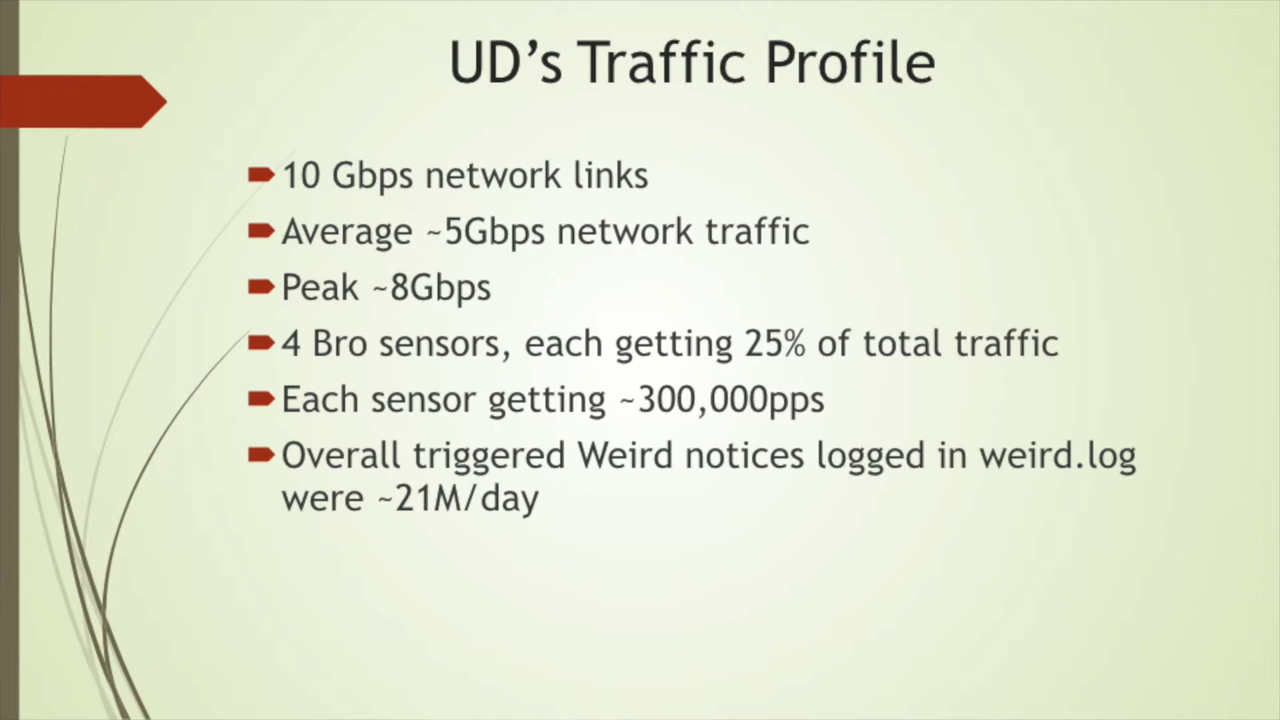 UD’s Traffic Profile
10 Gbps network links
Average ~5Gbps network traffic
Peak ~8Gbps
4 Bro sensors, each getting 25% of total traffic
Each sensor getting ~300,000pps
Overall triggered Weird notices logged in weird.log
were ~21M/day